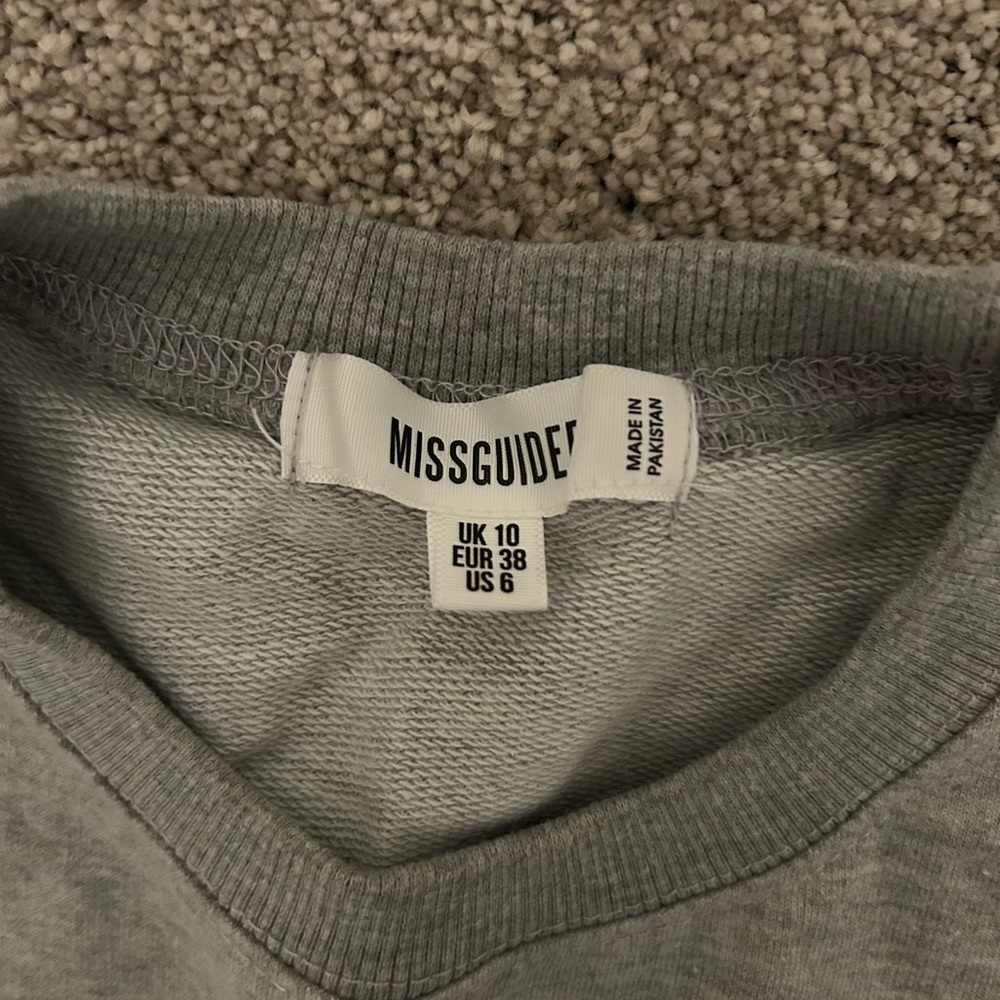 MISSGUIDED
MADE IN
PAKISTAN
UK 10
EUR 38
US 6